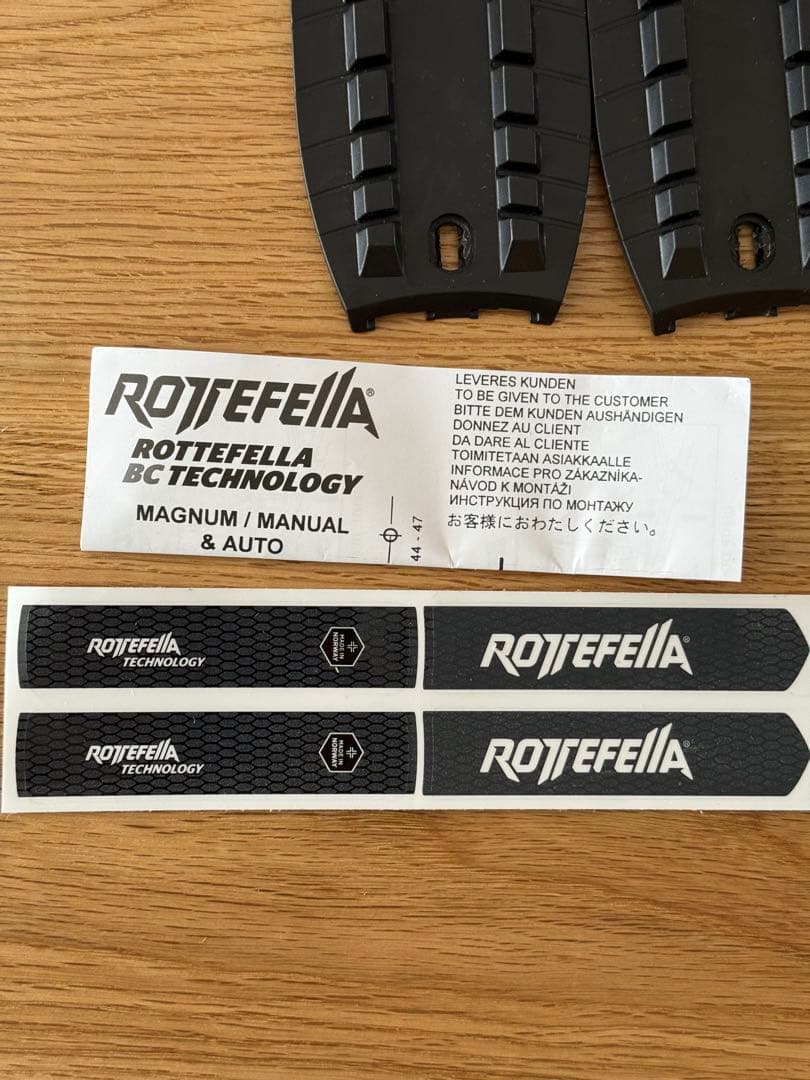 ROTTEFELLA®
ROTTEFELLA
BC TECHNOLOGY
MAGNUM / MANUAL
& AUTO
44 - 47
LEVERES KUNDEN
TO BE GIVEN TO THE CUSTOMER
BITTE DEM KUNDEN AUSHÄNDIGEN
DONNEZ AU CLIENT
DA DARE AL CLIENTE
TOIMITETAAN ASIAKKAALLE
INFORMACE PRO ZÁKAZNÍKA-
NÁVOD K MONTÁŽI
ИНСТРУКЦИЯ ПО МОНТАЖУ
お客様におわたしください。
ROTTEFELLA
TECHNOLOGY
MADE IN
NORWAY
ROTTEFELLA®
ROTTEFELLA
TECHNOLOGY
MADE IN
NORWAY
ROTTEFELLA®